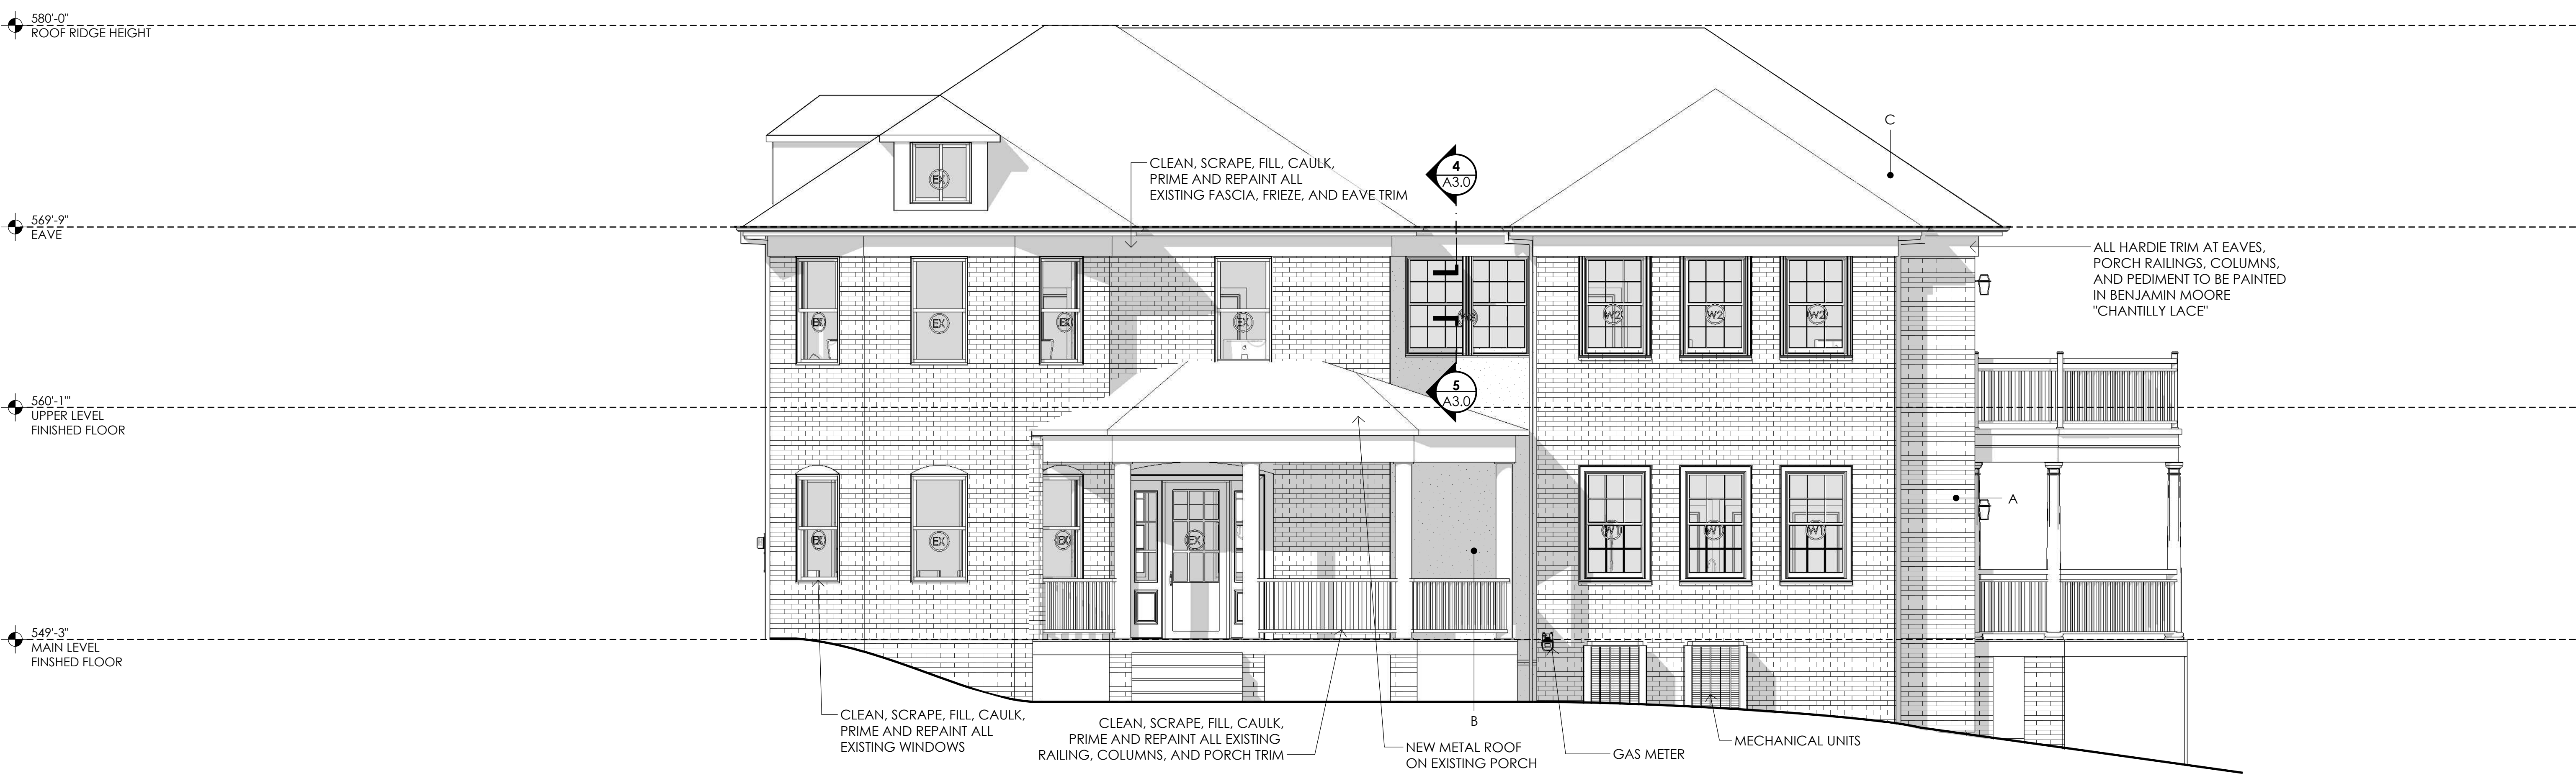 580'-0"
ROOF RIDGE HEIGHT
C
CLEAN, SCRAPE, FILL, CAULK,
PRIME AND REPAINT ALL
EXISTING FASCIA, FRIEZE, AND EAVE TRIM
4
A3.0
EX
569'-9"
EAVE
ALL HARDIE TRIM AT EAVES,
PORCH RAILINGS, COLUMNS,
AND PEDIMENT TO BE PAINTED
IN BENJAMIN MOORE
"CHANTILLY LACE"
EX
EX
EX
EX
W2
W2
W2
5
A3.0
560'-1'"
UPPER LEVEL
FINISHED FLOOR
A
EX
EX
EX
EX
W1
W1
W1
B
549'-3"
MAIN LEVEL
FINSHED FLOOR
CLEAN, SCRAPE, FILL, CAULK,
PRIME AND REPAINT ALL
EXISTING WINDOWS
CLEAN, SCRAPE, FILL, CAULK,
PRIME AND REPAINT ALL EXISTING
RAILING, COLUMNS, AND PORCH TRIM
NEW METAL ROOF
ON EXISTING PORCH
GAS METER
MECHANICAL UNITS